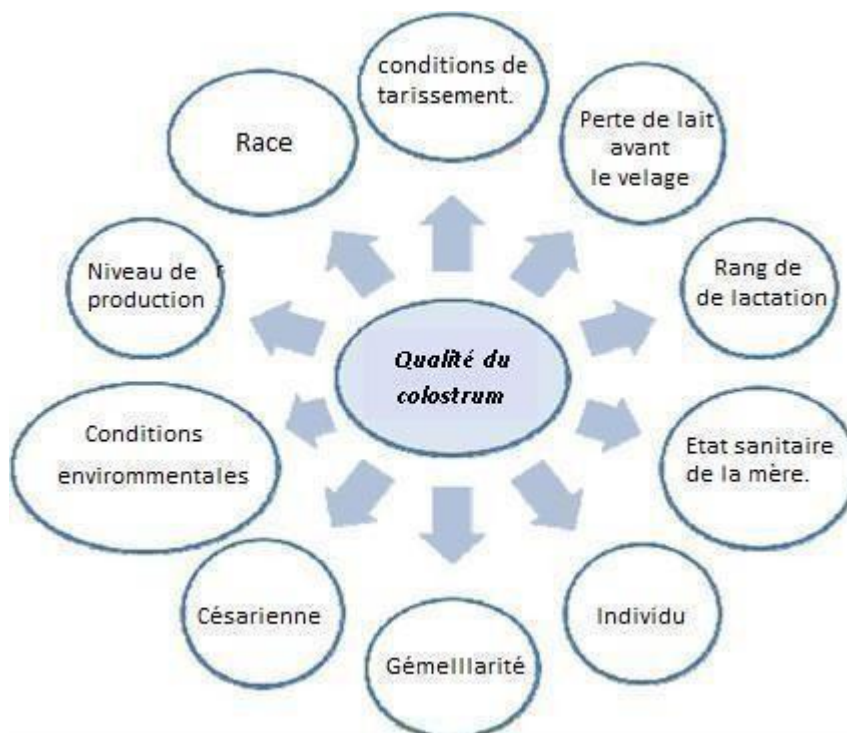 conditions de
tarissement.
Perte de lait
avant
le velage
Race
Niveau de r
production
Rang de
de lactation
Qualité du
colostrum
Conditions
envirommentales
Etat sanitaire
de la mère.
Césarienne
Individu
GémeIIIarité